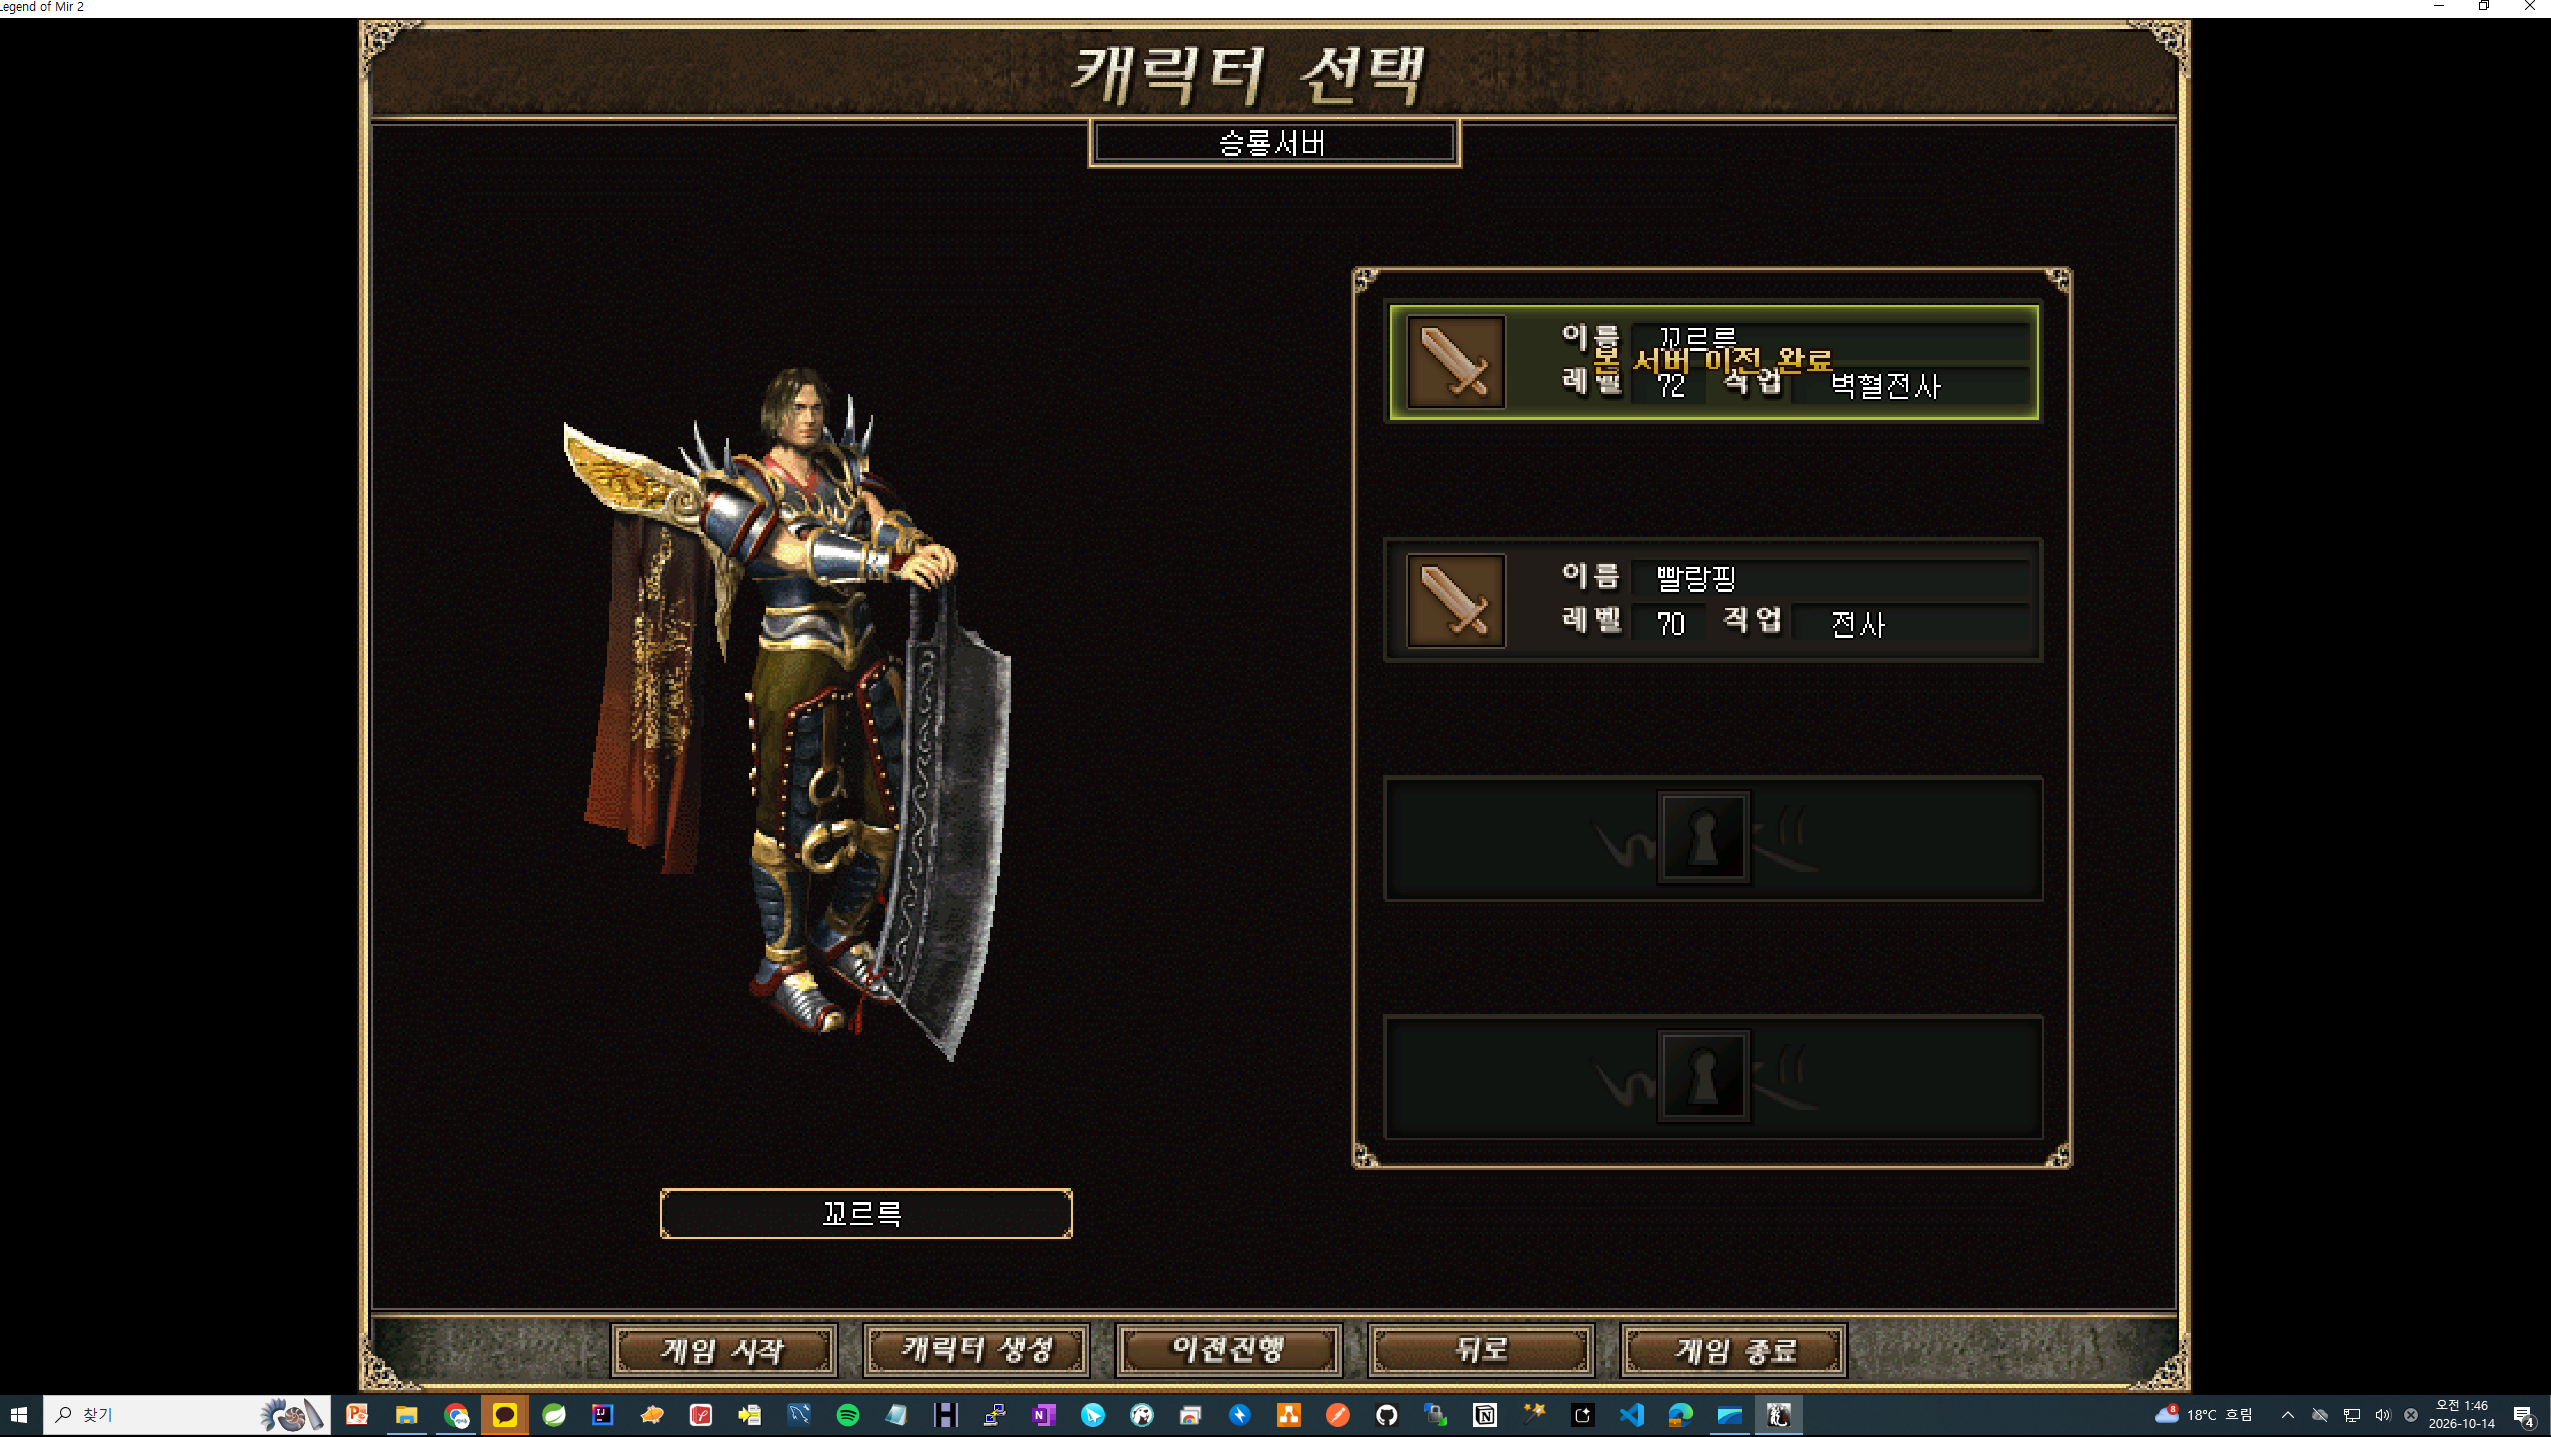 Legend of Mir 2
캐릭터 선택
승룡서버
이름 꼬르륵
본 서버 이전 완료
레벨 72 직업 벽혈전사
이름 빨랑핑
레벨 70 직업 전사
꼬르륵
게임 시작 캐릭터 생성 이전진행 뒤로 게임 종료
찾기
18°C 흐림
오전 1:46
2026-10-14
8
4